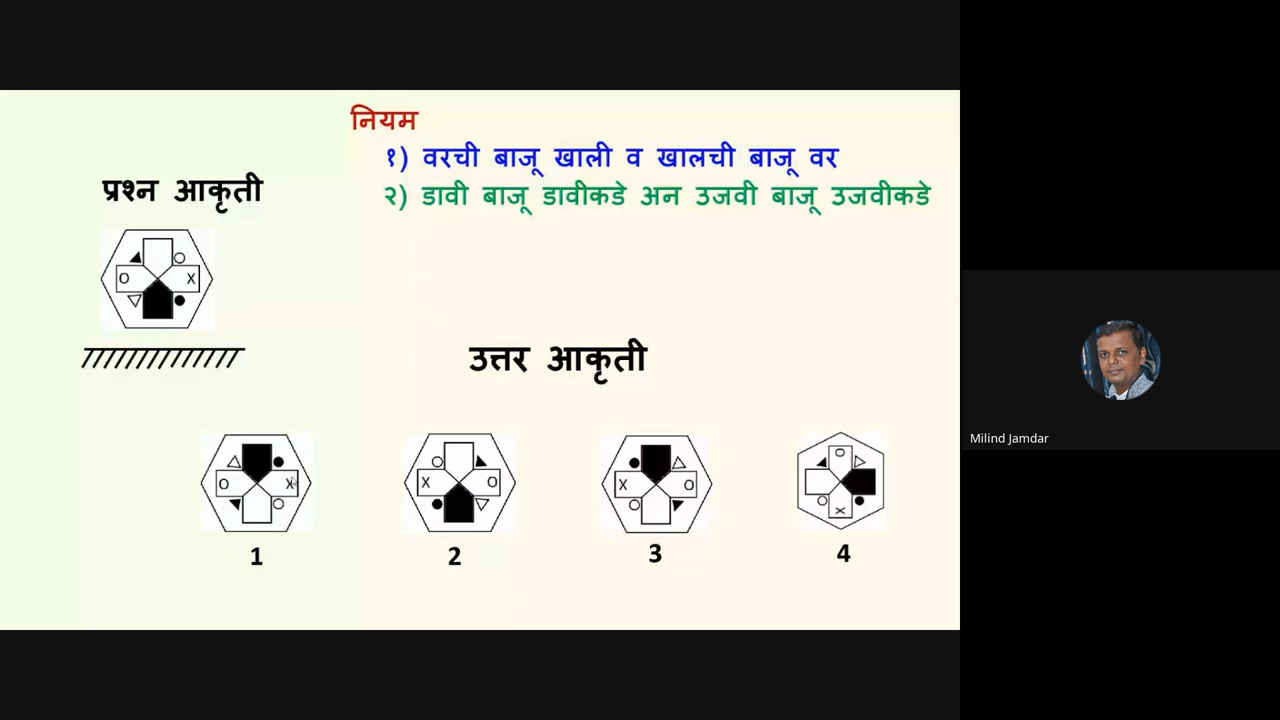 नियम
१) वरची बाजू खाली व खालची बाजू वर
२) डावी बाजू डावीकडे अन उजवी बाजू उजवीकडे
प्रश्न आकृती
O X
उत्तर आकृती
O X
X O
X O
O
X
1 2 3 4
Milind Jamdar